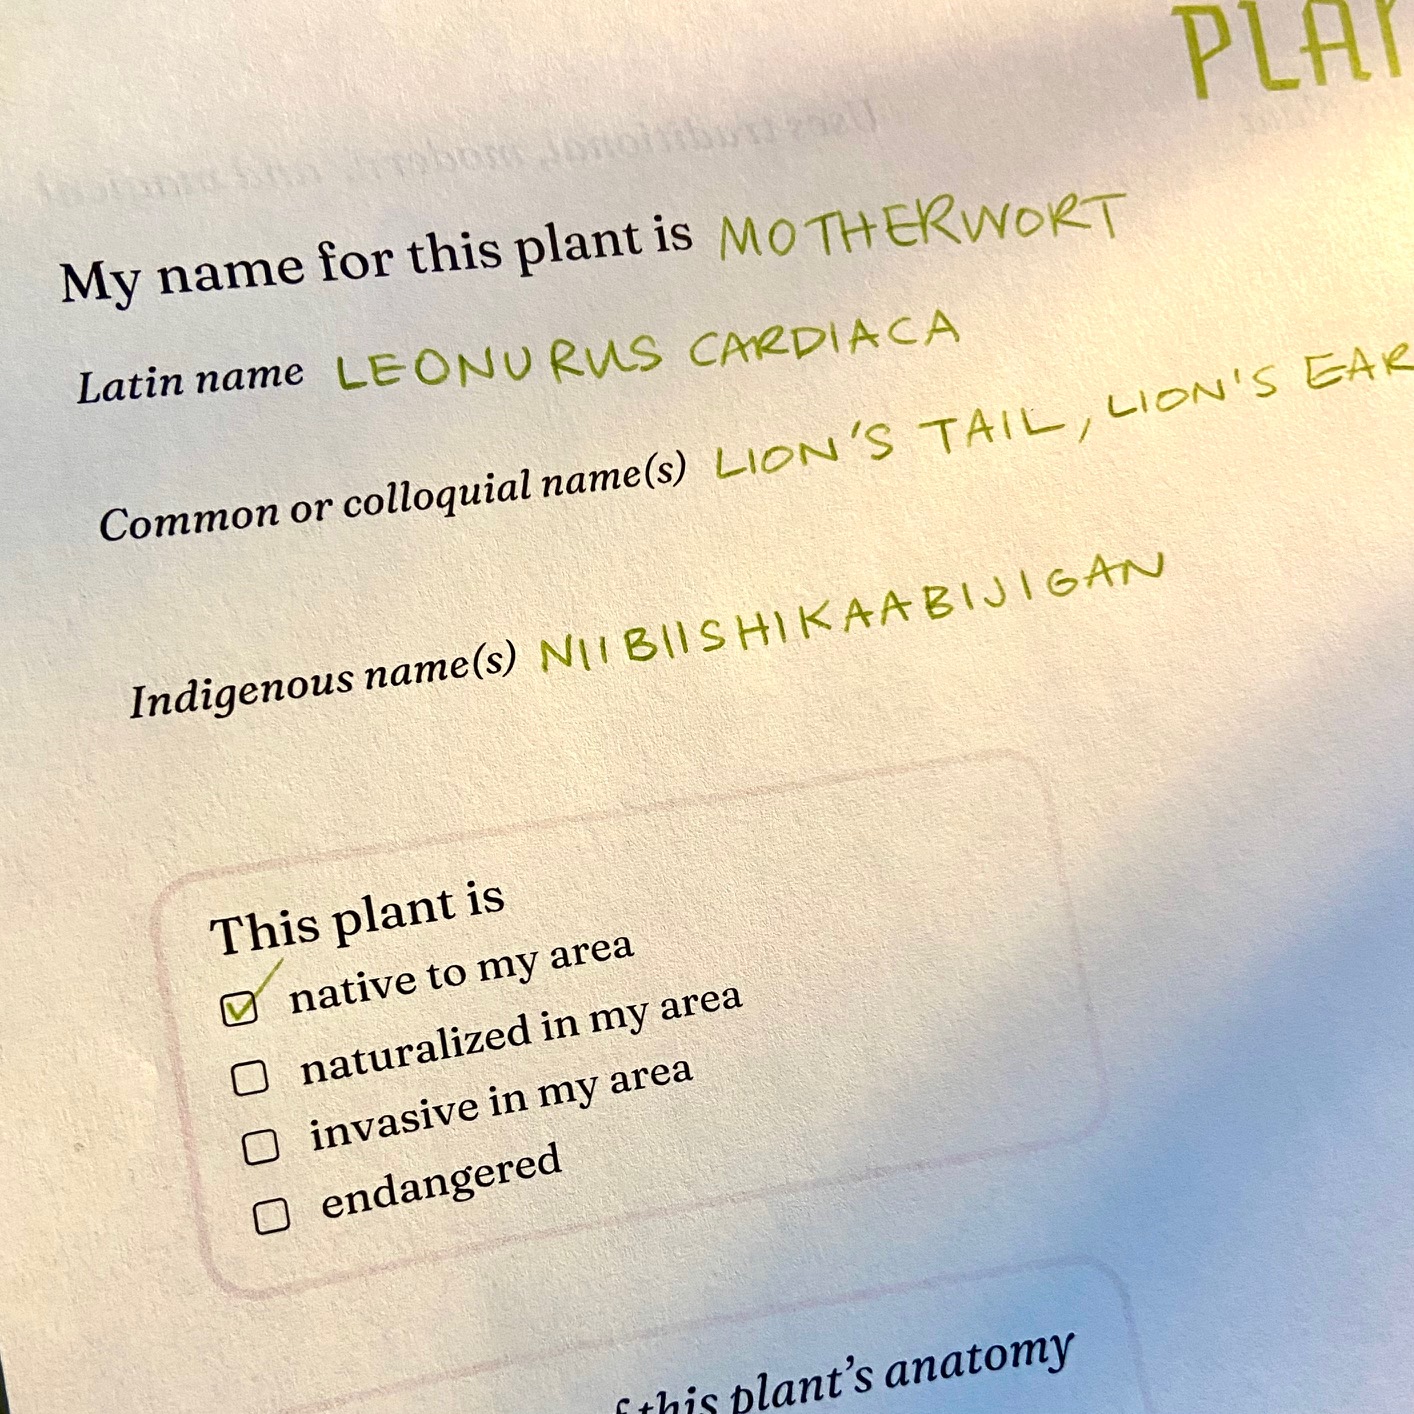 PLAN
My name for this plant is MOTHERWORT
Latin name LEONURUS CARDIACA
Common or colloquial name(s) LION'S TAIL, LION'S EAR
Indigenous name(s) NIIBIISHIKAABIJIGAN
This plant is
native to my area
naturalized in my area
invasive in my area
endangered
this plant's anatomy